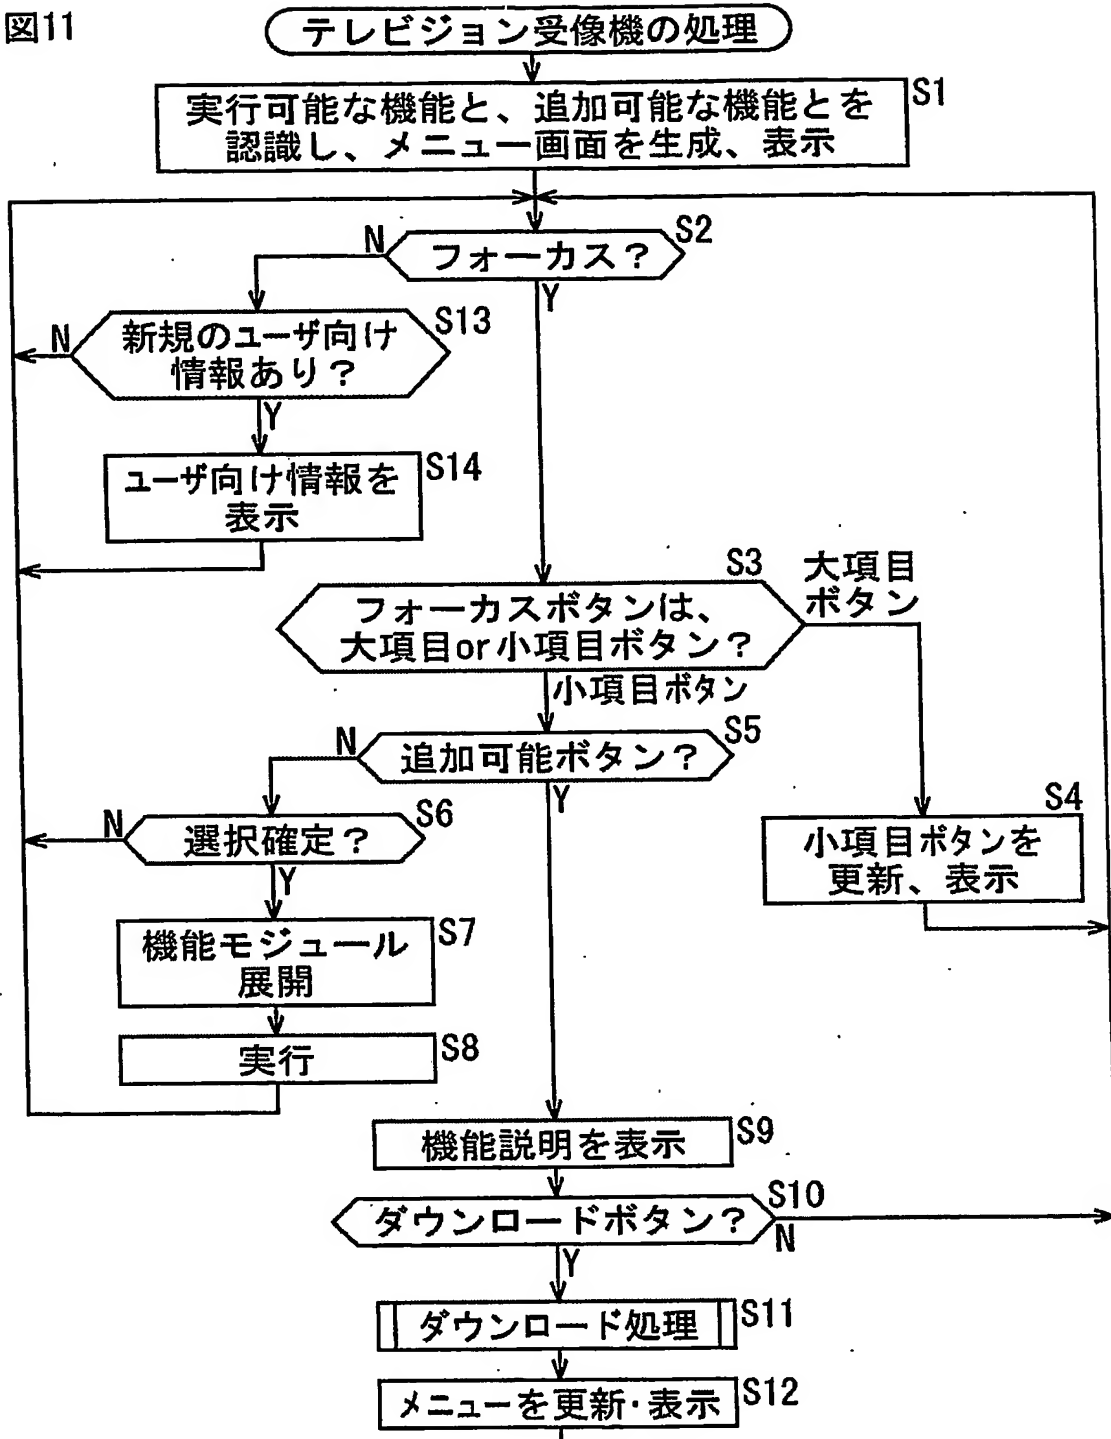 図11
テレビジョン受像機の処理
実行可能な機能と、追加可能な機能とを
認識し、メニュー画面を生成、表示
S1
フォーカス？
S2
N
Y
新規のユーザ向け
情報あり？
S13
N
Y
ユーザ向け情報を
表示
S14
フォーカスボタンは、
大項目or小項目ボタン？
S3
大項目
ボタン
小項目ボタン
追加可能ボタン？
S5
N
Y
選択確定？
S6
N
Y
小項目ボタンを
更新、表示
S4
機能モジュール
展開
S7
実行
S8
機能説明を表示
S9
ダウンロードボタン？
S10
N
Y
ダウンロード処理
S11
メニューを更新・表示
S12